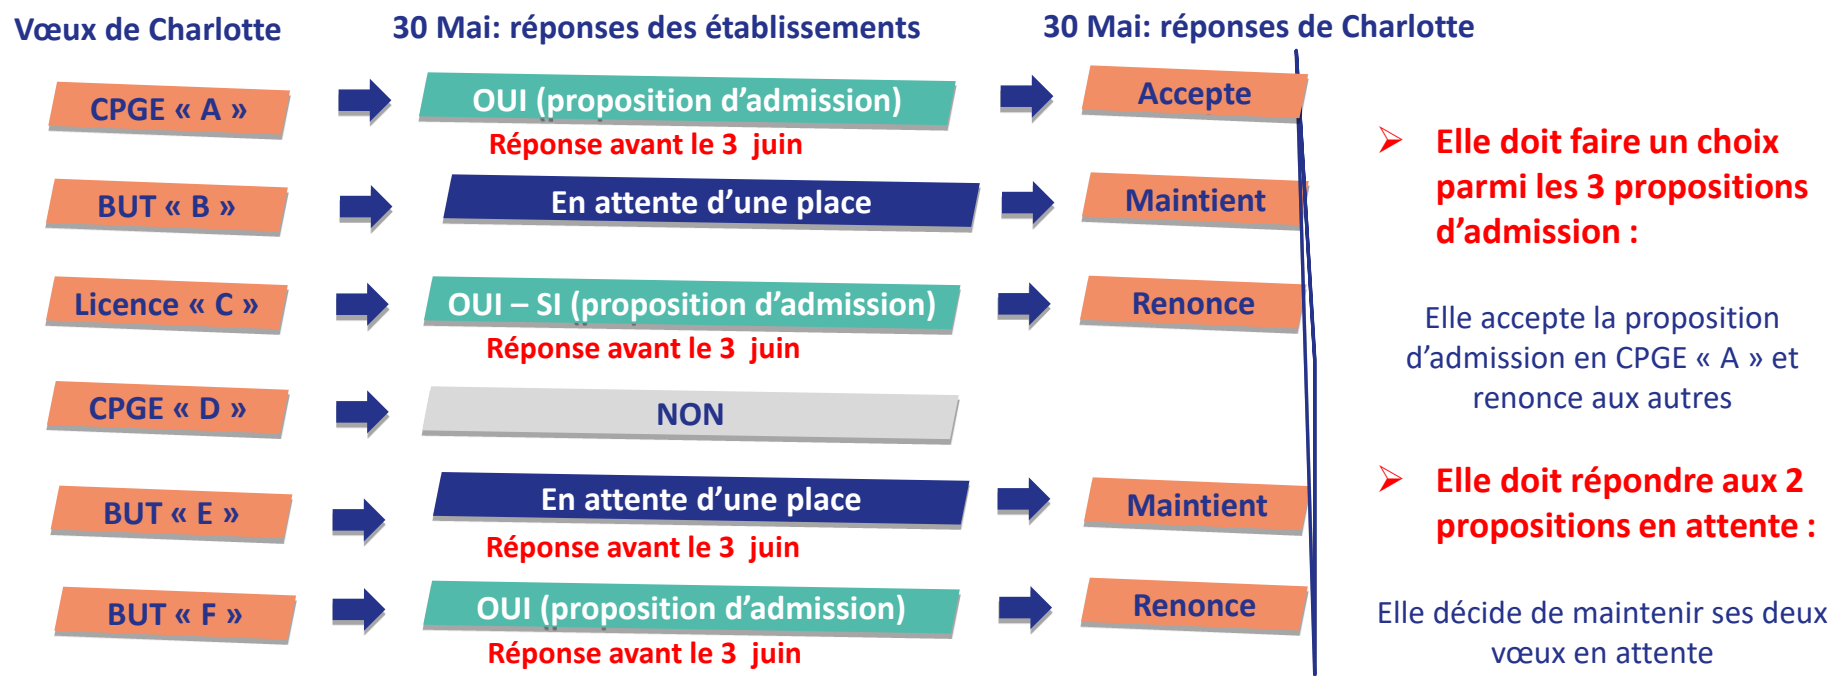 Vœux de Charlotte
30 Mai: réponses des établissements
30 Mai: réponses de Charlotte
CPGE « A »
OUI (proposition d’admission)
Accepte
Réponse avant le 3 juin
BUT « B »
En attente d’une place
Maintient
Licence « C »
OUI – SI (proposition d’admission)
Renonce
Réponse avant le 3 juin
CPGE « D »
NON
BUT « E »
En attente d’une place
Maintient
Réponse avant le 3 juin
BUT « F »
OUI (proposition d’admission)
Renonce
Réponse avant le 3 juin
➢ Elle doit faire un choix
parmi les 3 propositions
d’admission :
Elle accepte la proposition
d’admission en CPGE « A » et
renonce aux autres
➢ Elle doit répondre aux 2
propositions en attente :
Elle décide de maintenir ses deux
vœux en attente